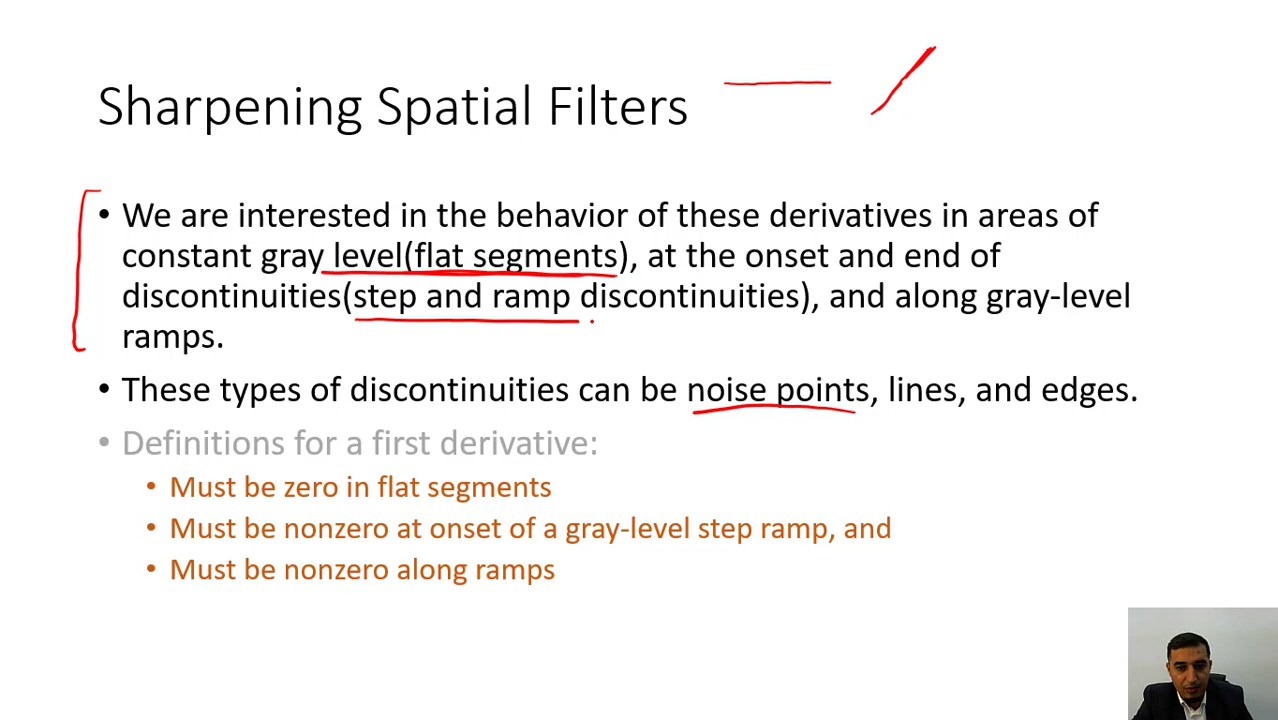 Sharpening Spatial Filters
• We are interested in the behavior of these derivatives in areas of
constant gray level(flat segments), at the onset and end of
discontinuities(step and ramp discontinuities), and along gray-level
ramps.
• These types of discontinuities can be noise points, lines, and edges.
• Definitions for a first derivative:
• Must be zero in flat segments
• Must be nonzero at onset of a gray-level step ramp, and
• Must be nonzero along ramps